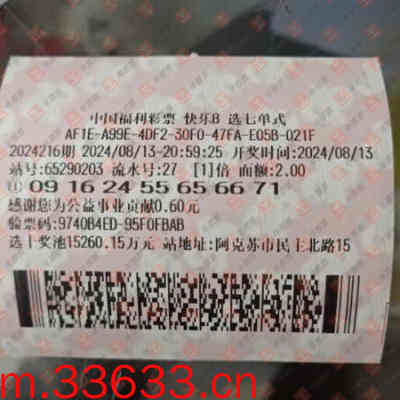 中国福利彩票 快乐8 选七单式
AF1E-A99E-4DF2-30F0-47FA-E05B-021F
2024216期 2024/08/13-20:59:25 开奖时间:2024/08/13
站号:65290203 流水号:27 [1]倍 面额:2.00
① 09 16 24 55 65 66 71
感谢您为公益事业贡献0.60元
验票码:9740B4ED-95F0FBAB
选十奖池15260.15万元 站地址:阿克苏市民主北路15
m.33633.cn